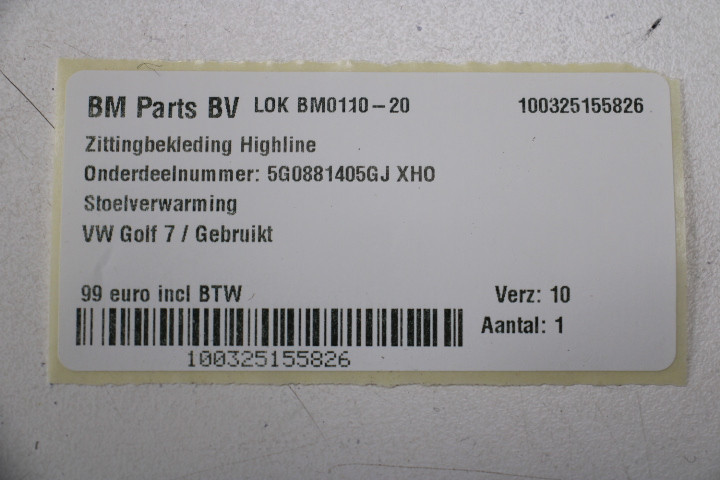 BM Parts BV LOK BM0110-20 100325155826
Zittingbekleding Highline
Onderdeelnummer: 5G0881405GJ XHO
Stoelverwarming
VW Golf 7 / Gebruikt
99 euro incl BTW Verz: 10
Aantal: 1
100325155826